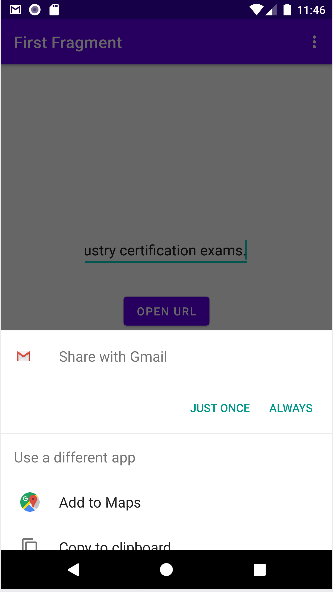 11:46
First Fragment
ustry certification exams.
OPEN URL
Share with Gmail
JUST ONCE
ALWAYS
Use a different app
Add to Maps
Copy to clipboard